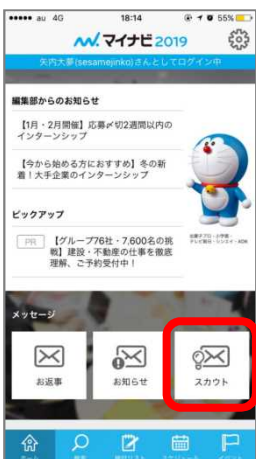 au 4G 18:14 55%
マイナビ 2019
矢内大夢(sesamejinko)さんとしてログイン中
編集部からのお知らせ
【1月・2月開催】応募〆切2週間以内の
インターンシップ
【今から始める方におすすめ】冬の新
着！大手企業のインターンシップ
ピックアップ
PR 【グループ76社・7,600名の挑
戦】建設・不動産の仕事を徹底
理解、ご予約受付中！
メッセージ
お返事 お知らせ スカウト
ホーム 検索